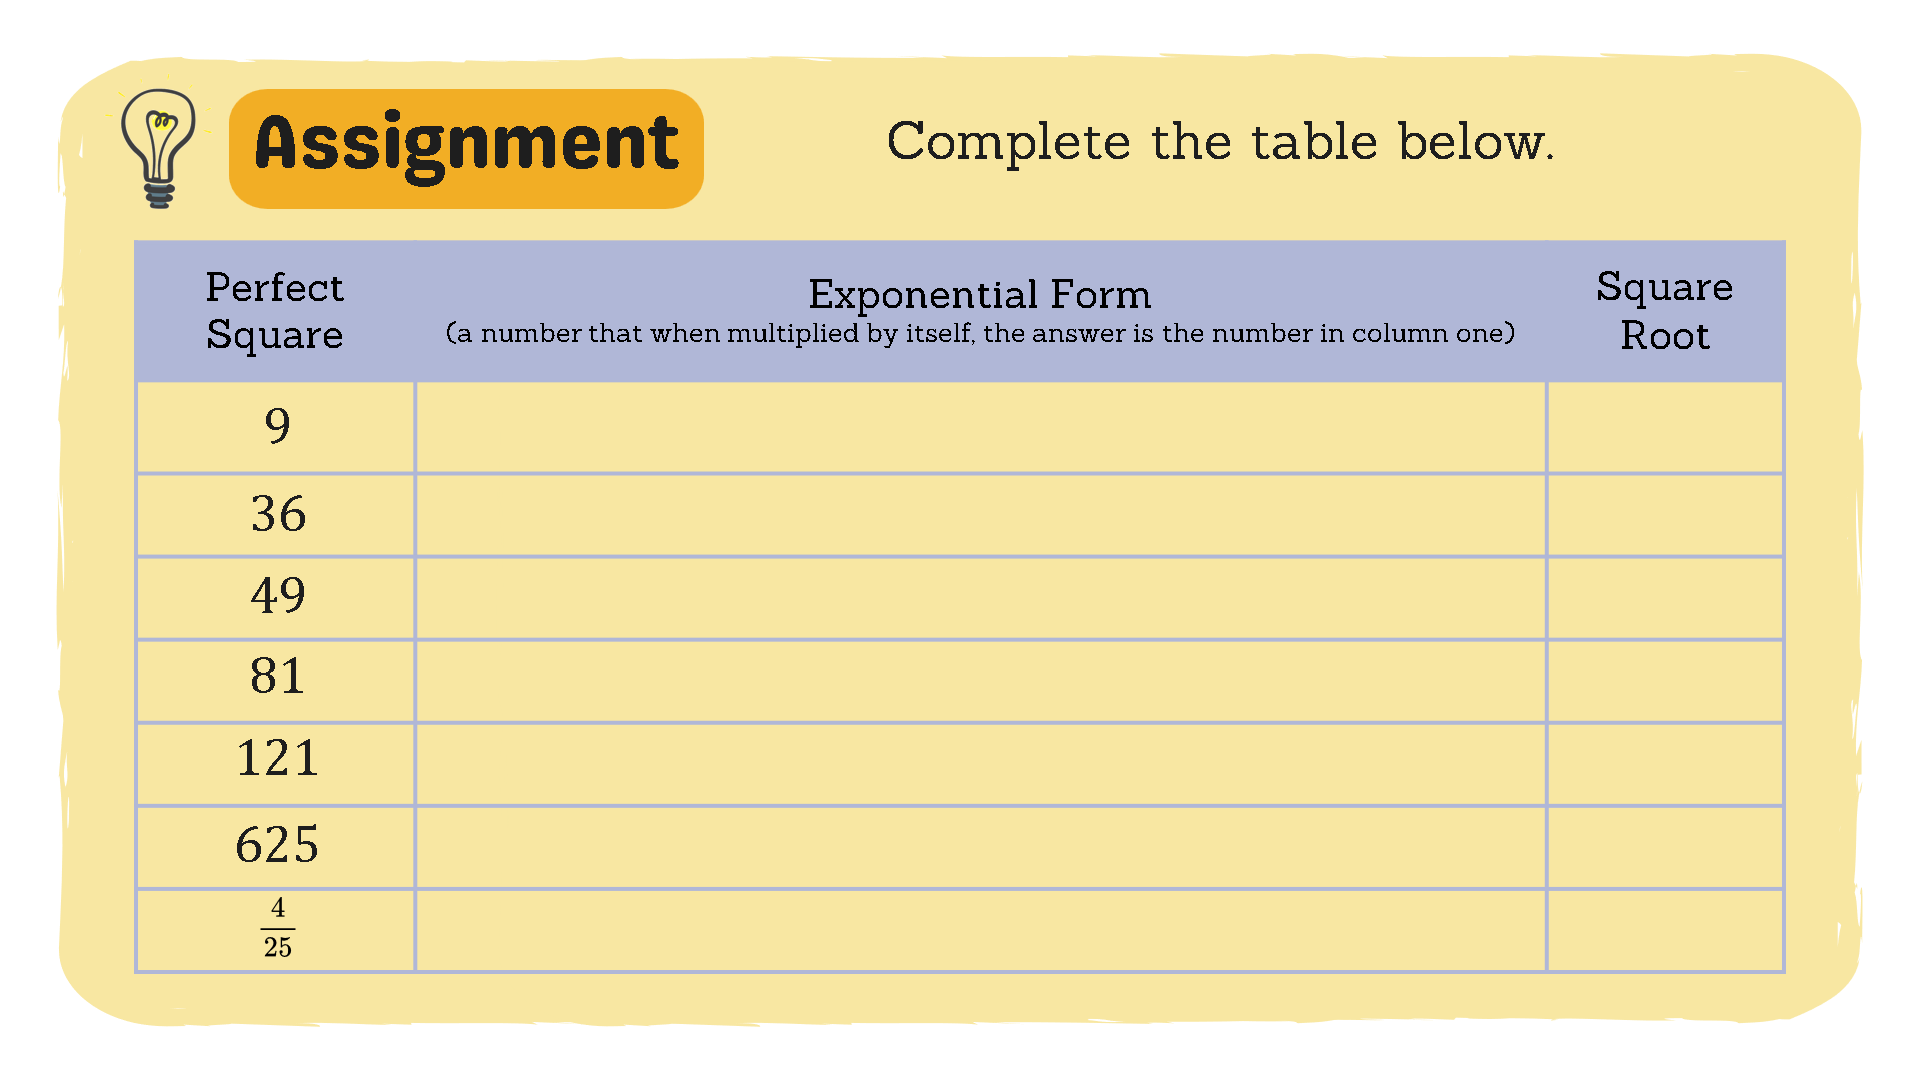 Assignment
Complete the table below.
Perfect
Square
Exponential Form
(a number that when multiplied by itself, the answer is the number in column one)
Square
Root
9
36
49
81
121
625
4
25